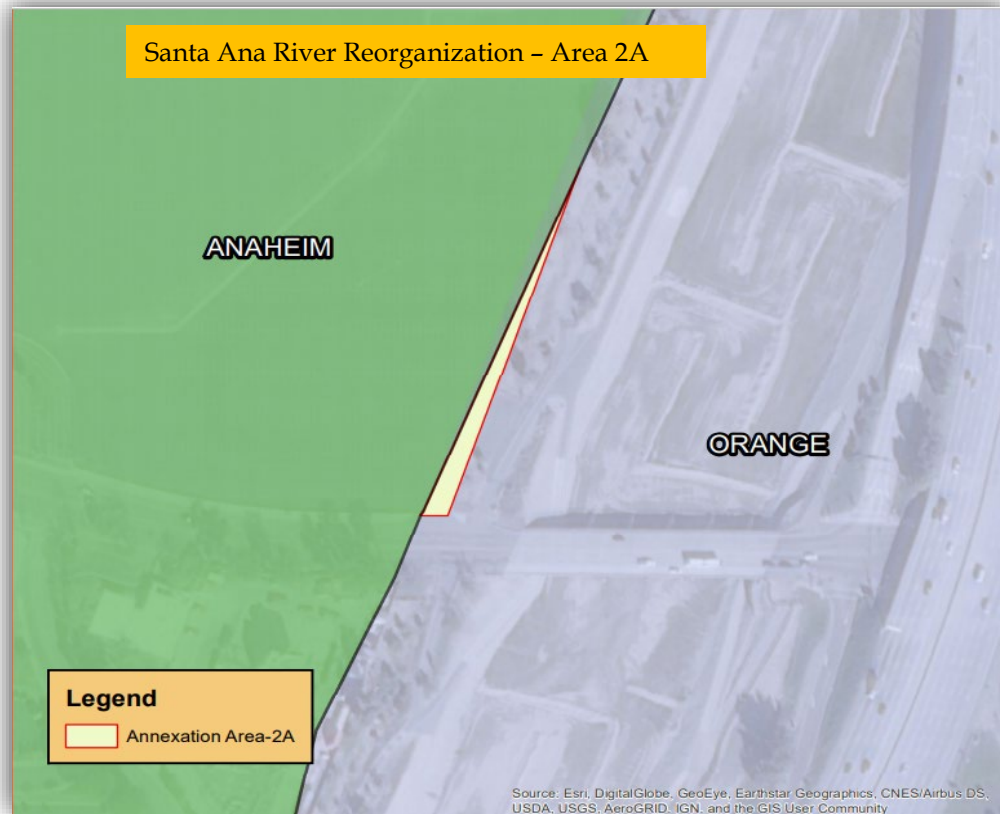 Santa Ana River Reorganization – Area 2A
ANAHEIM
ORANGE
Legend
Annexation Area-2A
Source: Esri, DigitalGlobe, GeoEye, Earthstar Geographics, CNES/Airbus DS,
USDA, USGS, AeroGRID, IGN, and the GIS User Community